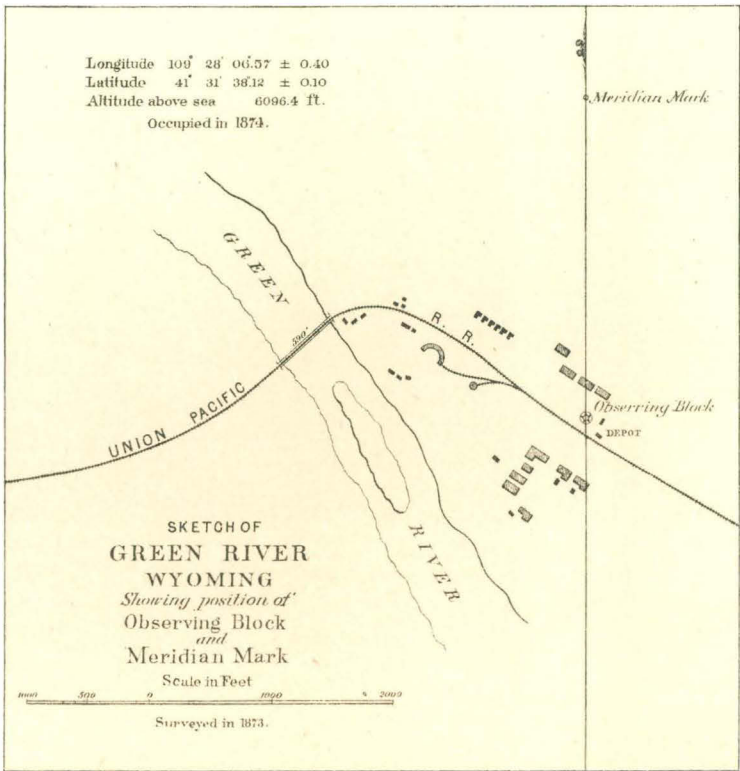 Longitude 109° 28' 06".57 ± 0.40
Latitude 41° 31' 38".12 ± 0.10
Altitude above sea 6096.4 ft.
Occupied in 1874.
Meridian Mark
GREEN
590'
R. R.
UNION PACIFIC
Observing Block
DEPOT
RIVER
SKETCH OF
GREEN RIVER
WYOMING
Showing position of
Observing Block
and
Meridian Mark
Scale in Feet
1000 500 0 1000 2000
Surveyed in 1873.